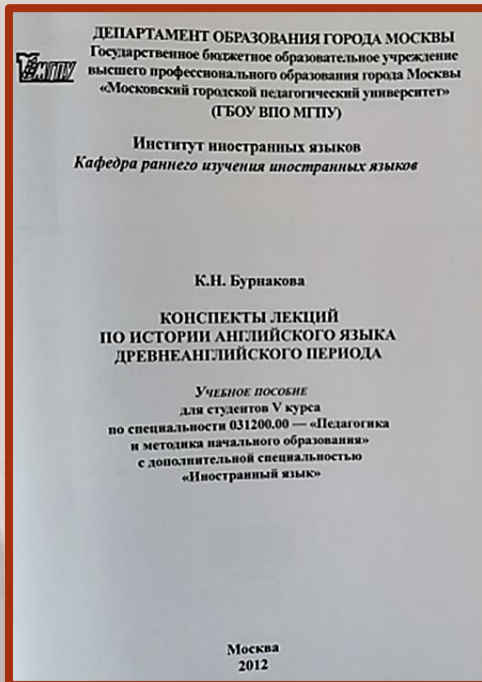 ДЕПАРТАМЕНТ ОБРАЗОВАНИЯ ГОРОДА МОСКВЫ
Государственное бюджетное образовательное учреждение
высшего профессионального образования города Москвы
«Московский городской педагогический университет»
(ГБОУ ВПО МГПУ)
МГПУ
Институт иностранных языков
Кафедра раннего изучения иностранных языков
К.Н. Бурнакова
КОНСПЕКТЫ ЛЕКЦИЙ
ПО ИСТОРИИ АНГЛИЙСКОГО ЯЗЫКА
ДРЕВНЕАНГЛИЙСКОГО ПЕРИОДА
УЧЕБНОЕ ПОСОБИЕ
для студентов V курса
по специальности 031200.00 — «Педагогика
и методика начального образования»
с дополнительной специальностью
«Иностранный язык»
Москва
2012